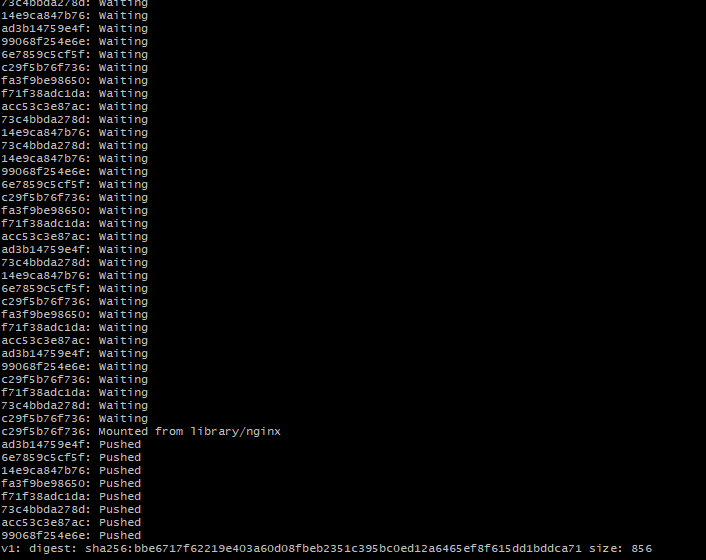 73c4bbda278d: Waiting
14e9ca847b76: Waiting
ad3b14759e4f: Waiting
99068f254e6e: Waiting
6e7859c5cf5f: Waiting
c29f5b76f736: Waiting
fa3f9be98650: Waiting
f71f38adc1da: Waiting
acc53c3e87ac: Waiting
73c4bbda278d: Waiting
14e9ca847b76: Waiting
73c4bbda278d: Waiting
14e9ca847b76: Waiting
99068f254e6e: Waiting
6e7859c5cf5f: Waiting
c29f5b76f736: Waiting
fa3f9be98650: Waiting
f71f38adc1da: Waiting
acc53c3e87ac: Waiting
ad3b14759e4f: Waiting
73c4bbda278d: Waiting
14e9ca847b76: Waiting
6e7859c5cf5f: Waiting
c29f5b76f736: Waiting
fa3f9be98650: Waiting
f71f38adc1da: Waiting
acc53c3e87ac: Waiting
ad3b14759e4f: Waiting
99068f254e6e: Waiting
c29f5b76f736: Waiting
f71f38adc1da: Waiting
73c4bbda278d: Waiting
c29f5b76f736: Waiting
c29f5b76f736: Mounted from library/nginx
ad3b14759e4f: Pushed
6e7859c5cf5f: Pushed
14e9ca847b76: Pushed
fa3f9be98650: Pushed
f71f38adc1da: Pushed
73c4bbda278d: Pushed
acc53c3e87ac: Pushed
99068f254e6e: Pushed
v1: digest: sha256:bbe6717f62219e403a60d08fbeb2351c395bc0ed12a6465ef8f615dd1bddca71 size: 856